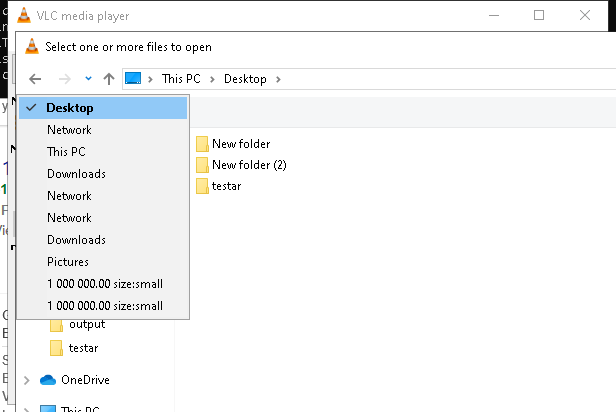 VLC media player
Select one or more files to open
This PC > Desktop >
Desktop
Network
This PC
Downloads
Network
Network
Downloads
Pictures
1 000 000.00 size:small
1 000 000.00 size:small
New folder
New folder (2)
testar
output
testar
OneDrive
This PC